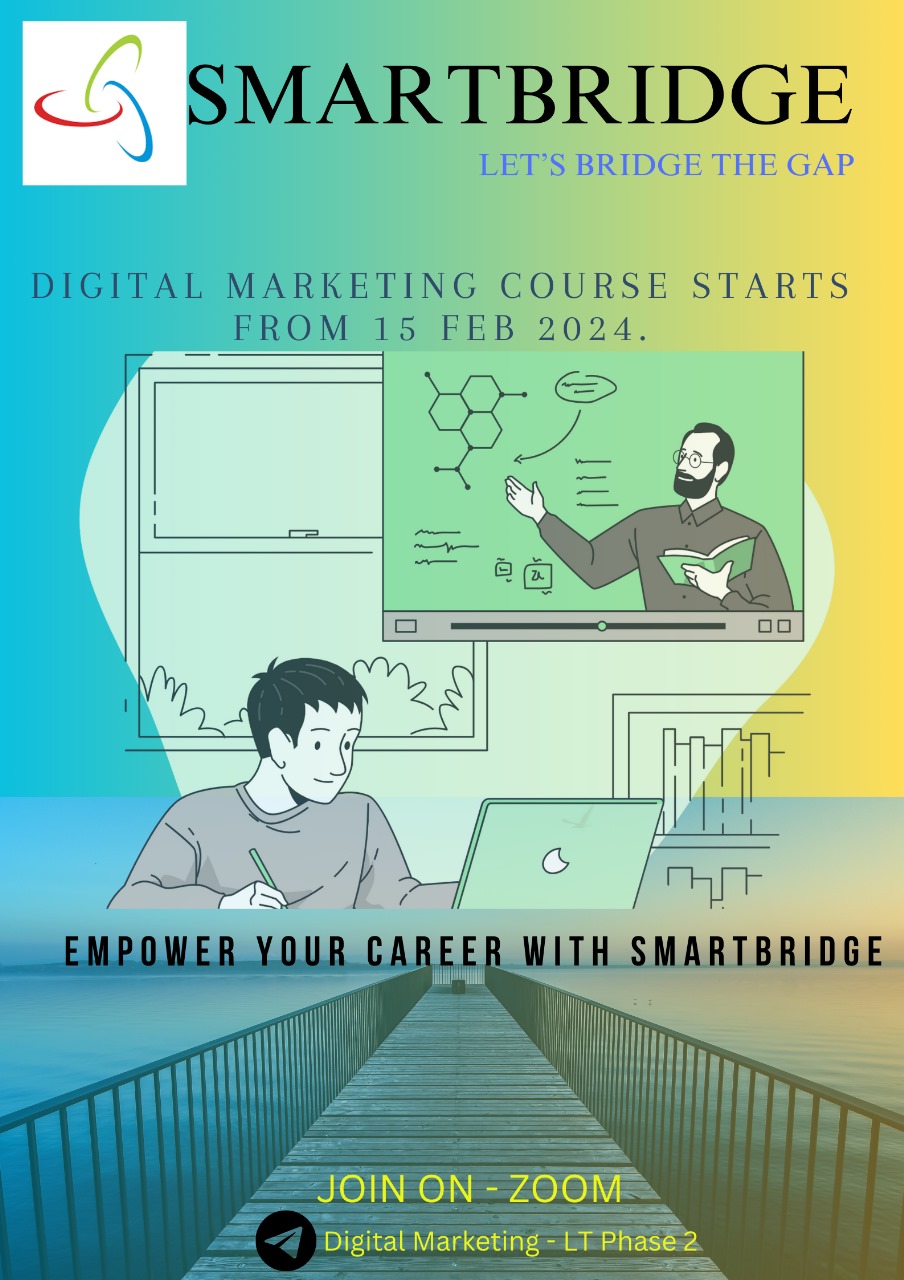 SMARTBRIDGE
LET'S BRIDGE THE GAP
DIGITAL MARKETING COURSE STARTS
FROM 15 FEB 2024.
EMPOWER YOUR CAREER WITH SMARTBRIDGE
JOIN ON - ZOOM
Digital Marketing - LT Phase 2